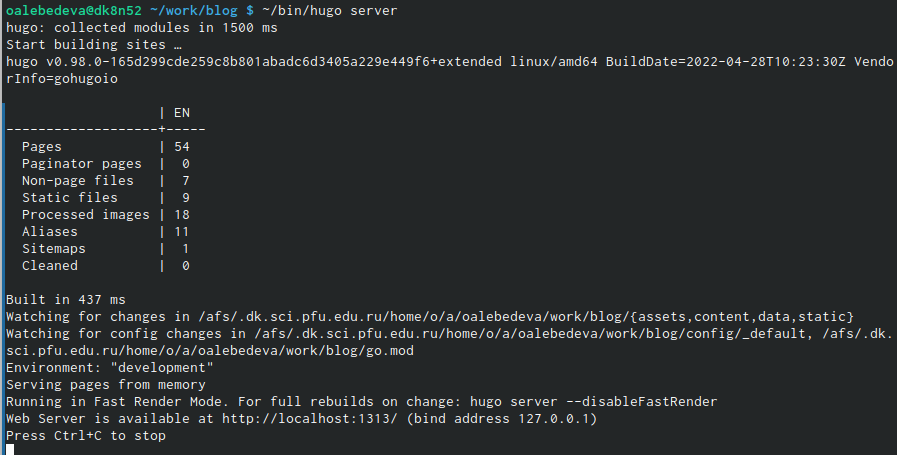 oalebedeva@dk8n52 ~/work/blog $ ~/bin/hugo server
hugo: collected modules in 1500 ms
Start building sites …
hugo v0.98.0-165d299cde259c8b801abadc6d3405a229e449f6+extended linux/amd64 BuildDate=2022-04-28T10:23:30Z Vendo
rInfo=gohugoio
                   | EN
-------------------+-----
  Pages            | 54
  Paginator pages  |  0
  Non-page files   |  7
  Static files     |  9
  Processed images | 18
  Aliases          | 11
  Sitemaps         |  1
  Cleaned          |  0
Built in 437 ms
Watching for changes in /afs/.dk.sci.pfu.edu.ru/home/o/a/oalebedeva/work/blog/{assets,content,data,static}
Watching for config changes in /afs/.dk.sci.pfu.edu.ru/home/o/a/oalebedeva/work/blog/config/_default, /afs/.dk.
sci.pfu.edu.ru/home/o/a/oalebedeva/work/blog/go.mod
Environment: "development"
Serving pages from memory
Running in Fast Render Mode. For full rebuilds on change: hugo server --disableFastRender
Web Server is available at http://localhost:1313/ (bind address 127.0.0.1)
Press Ctrl+C to stop